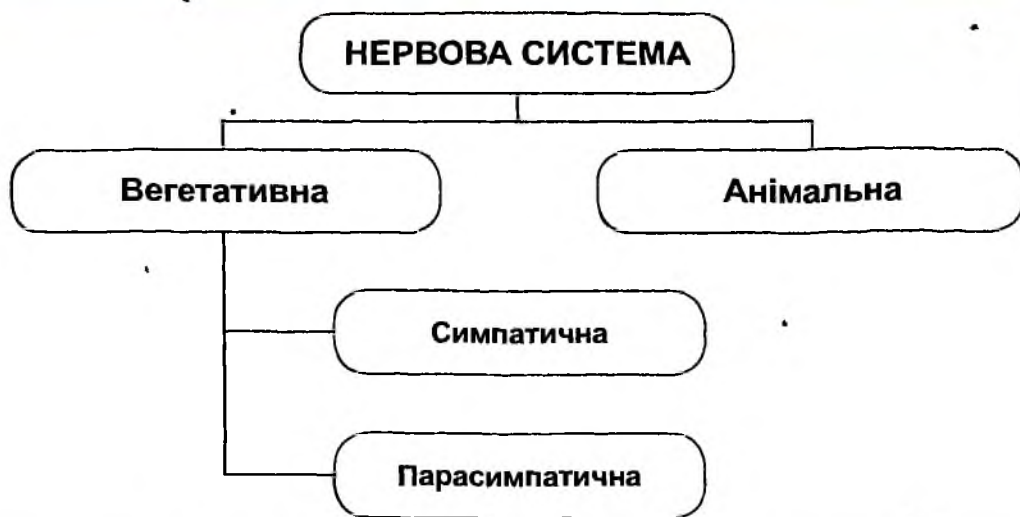 НЕРВОВА СИСТЕМА
Вегетативна
Анімальна
Симпатична
Парасимпатична